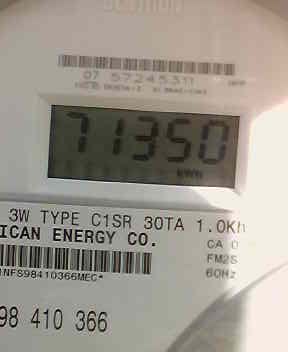 07 57245311
71350
KWH
3W TYPE C1SR 30TA 1.0Kh
ICAN ENERGY CO.
CA 0
FM2S
60Hz
1NFS98410366MEC*
98 410 366